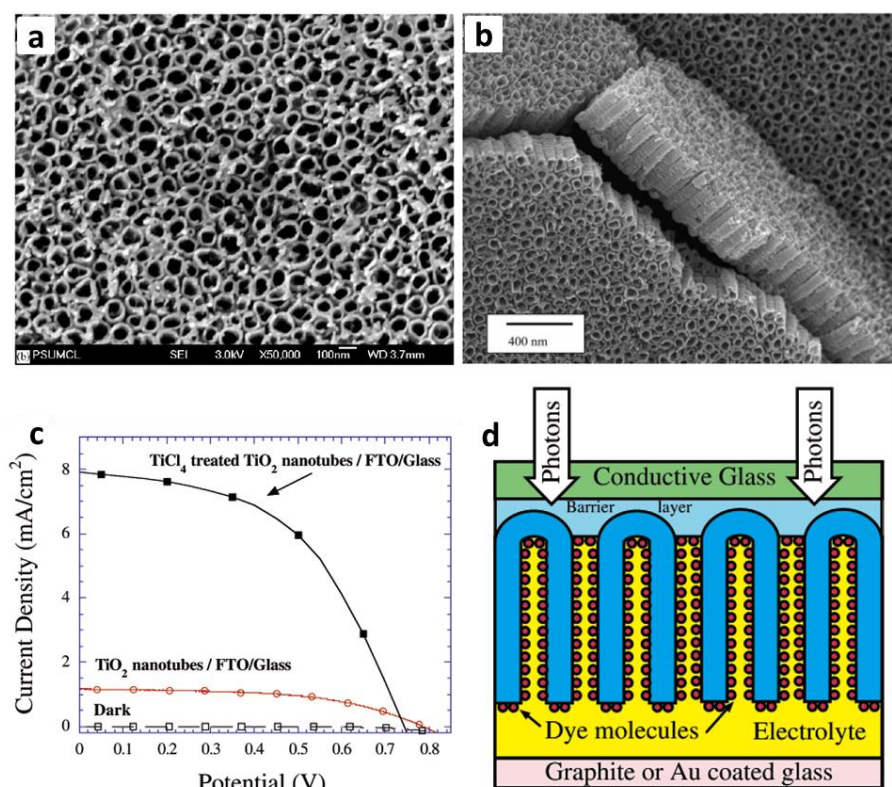 a
(b) PSUMCL SEI 3.0kV X50,000 100nm WD 3.7mm
b
400 nm
c
TiCl4 treated TiO2 nanotubes / FTO/Glass
TiO2 nanotubes / FTO/Glass
Dark
Current Density (mA/cm2)
8
6
4
2
0
0 0.1 0.2 0.3 0.4 0.5 0.6 0.7 0.8
Potential (V)
d
Photons
Photons
Conductive Glass
Barrier layer
Dye molecules
Electrolyte
Graphite or Au coated glass